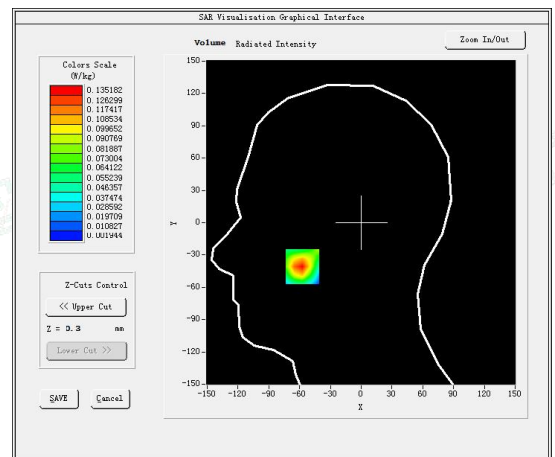 SAR Visualisation Graphical Interface
Volume Radiated Intensity
Zoom In/Out
Colors Scale
(W/kg)
0.135182
0.126299
0.117417
0.108534
0.099652
0.090769
0.081887
0.073004
0.064122
0.055239
0.046357
0.037474
0.028592
0.019709
0.010827
0.001944
Z-Cuts Control
<< Upper Cut
Z = 0.3 mm
Lower Cut >>
SAVE Cancel
150
120
90
60
30
0
-30
-60
-90
-120
-150
Y
-150 -120 -90 -60 -30 0 30 60 90 120 150
X